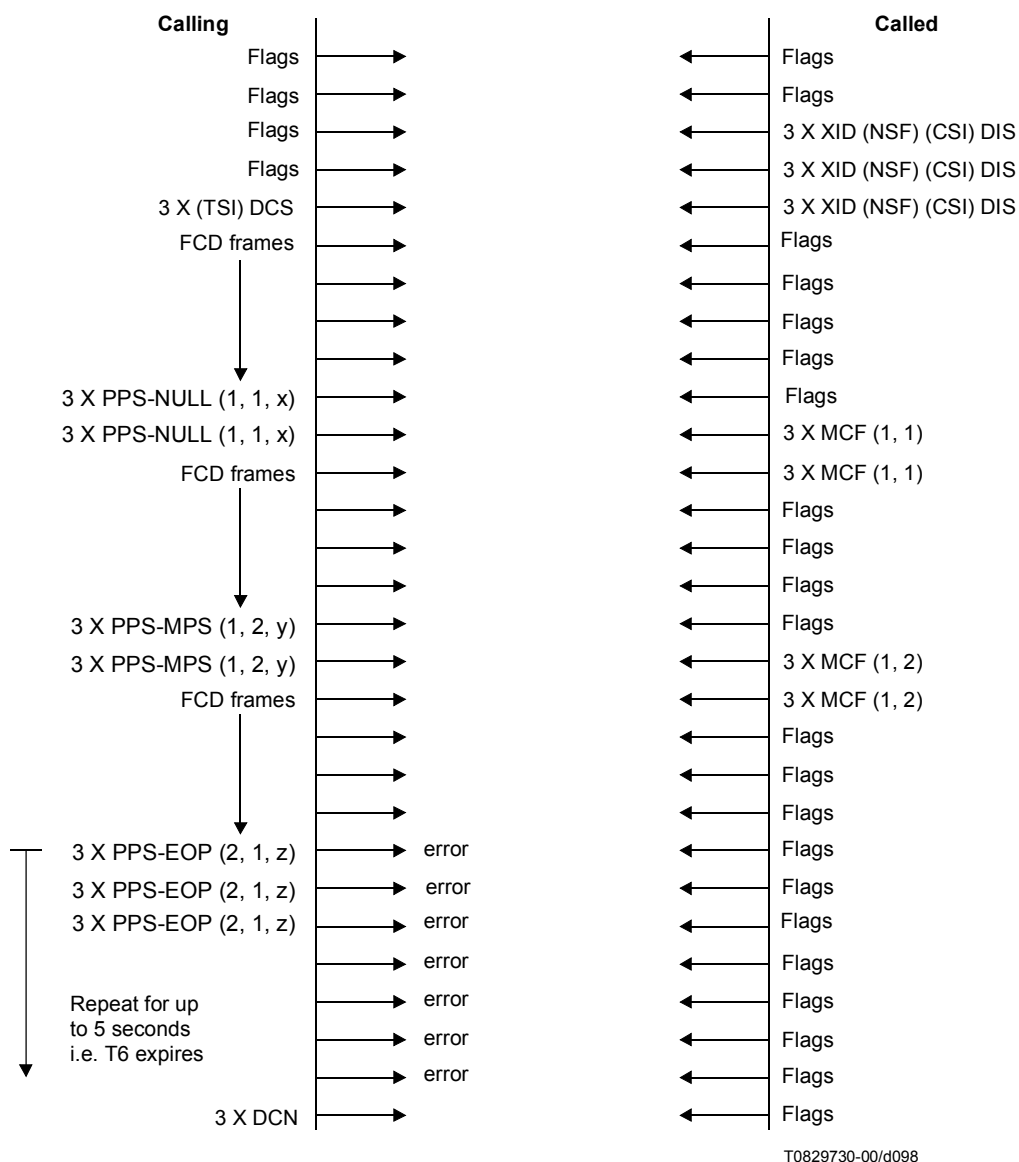 Calling Called
Flags Flags
Flags Flags
Flags 3 X XID (NSF) (CSI) DIS
Flags 3 X XID (NSF) (CSI) DIS
3 X (TSI) DCS 3 X XID (NSF) (CSI) DIS
FCD frames Flags
Flags
Flags
Flags
3 X PPS-NULL (1, 1, x) Flags
3 X PPS-NULL (1, 1, x) 3 X MCF (1, 1)
FCD frames 3 X MCF (1, 1)
Flags
Flags
Flags
3 X PPS-MPS (1, 2, y) Flags
3 X PPS-MPS (1, 2, y) 3 X MCF (1, 2)
FCD frames 3 X MCF (1, 2)
Flags
Flags
Flags
3 X PPS-EOP (2, 1, z) error Flags
3 X PPS-EOP (2, 1, z) error Flags
3 X PPS-EOP (2, 1, z) error Flags
error Flags
Repeat for up error Flags
to 5 seconds error Flags
i.e. T6 expires
error Flags
3 X DCN Flags
T0829730-00/d098